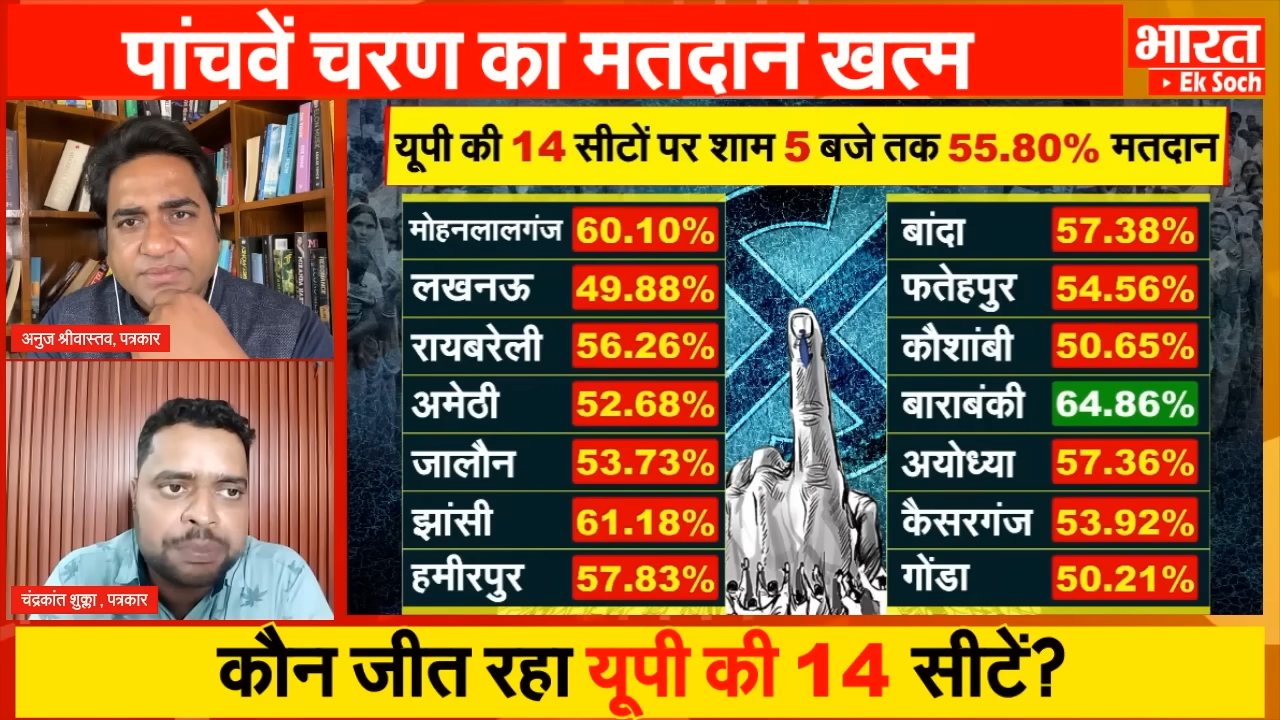 पांचवें चरण का मतदान खत्म
भारत
Ek Soch
यूपी की 14 सीटों पर शाम 5 बजे तक 55.80% मतदान
मोहनलालगंज 60.10%
लखनऊ 49.88%
रायबरेली 56.26%
अमेठी 52.68%
जालौन 53.73%
झांसी 61.18%
हमीरपुर 57.83%
बांदा 57.38%
फतेहपुर 54.56%
कौशांबी 50.65%
बाराबंकी 64.86%
अयोध्या 57.36%
कैसरगंज 53.92%
गोंडा 50.21%
अनुज श्रीवास्तव, पत्रकार
चंद्रकांत शुक्ला , पत्रकार
कौन जीत रहा यूपी की 14 सीटें?